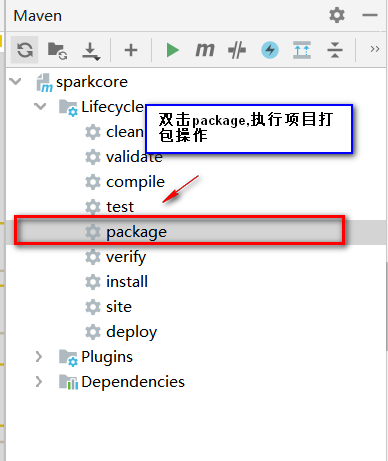 Maven
sparkcore
Lifecycle
双击package,执行项目打
包操作
clean
validate
compile
test
package
verify
install
site
deploy
Plugins
Dependencies